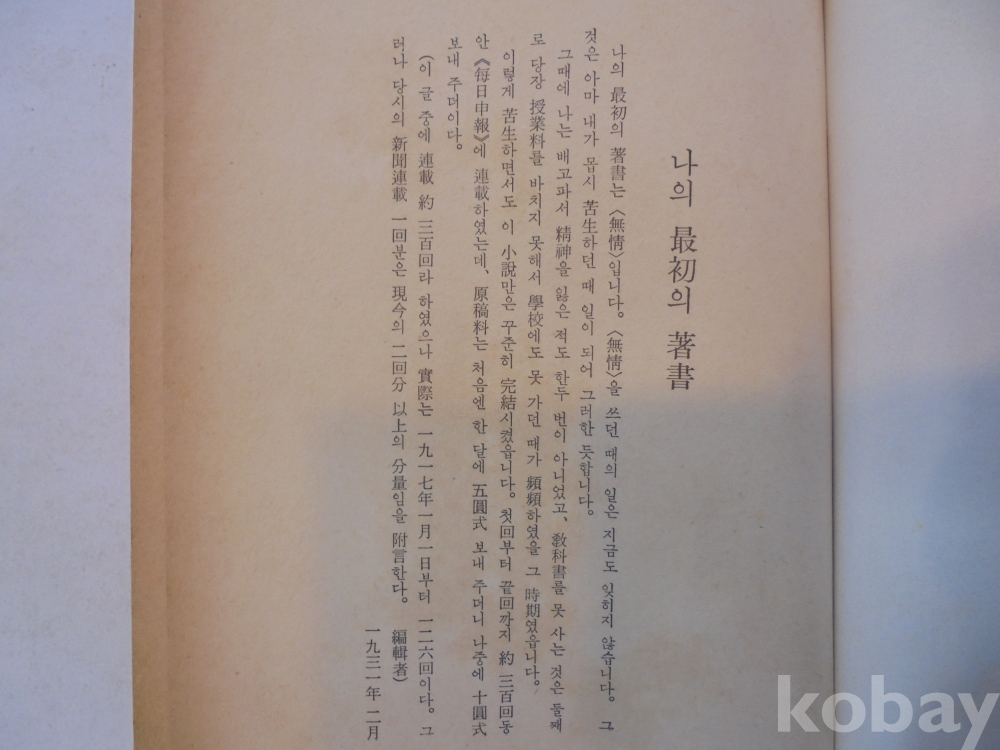 나의 最初의 著書
나의 最初의 著書는 〈無情〉입니다。〈無情〉을 쓰던 때의 일은 지금도 잊히지 않습니다。 그
것은 아마 내가 몹시 苦生하던 때 일이 되어 그러한 듯합니다。
그때에 나는 배고파서 精神을 잃은 적도 한두 번이 아니었고、敎科書를 못 사는 것은 둘째
로 당장 授業料를 바치지 못해서 學校에도 못 가던 때가 頻頻하였을 그 時期였읍니다。
이렇게 苦生하면서도 이 小說만은 꾸준히 完結시켰읍니다。첫回부터 끝回까지 約 三百回동
안 《每日申報》에 連載하였는데、原稿料는 처음엔 한 달에 五圓式 보내 주더니 나중에 十圓式
보내 주더이다。
(이 글 중에 連載 約 三百回라 하였으나 實際는 一九一七年 一月 一日부터 一二六回이다。그
러나 당시의 新聞連載 一回분은 現今의 二回分 以上의 分量임을 附言한다。 編輯者)
一九三一年 二月
kobay